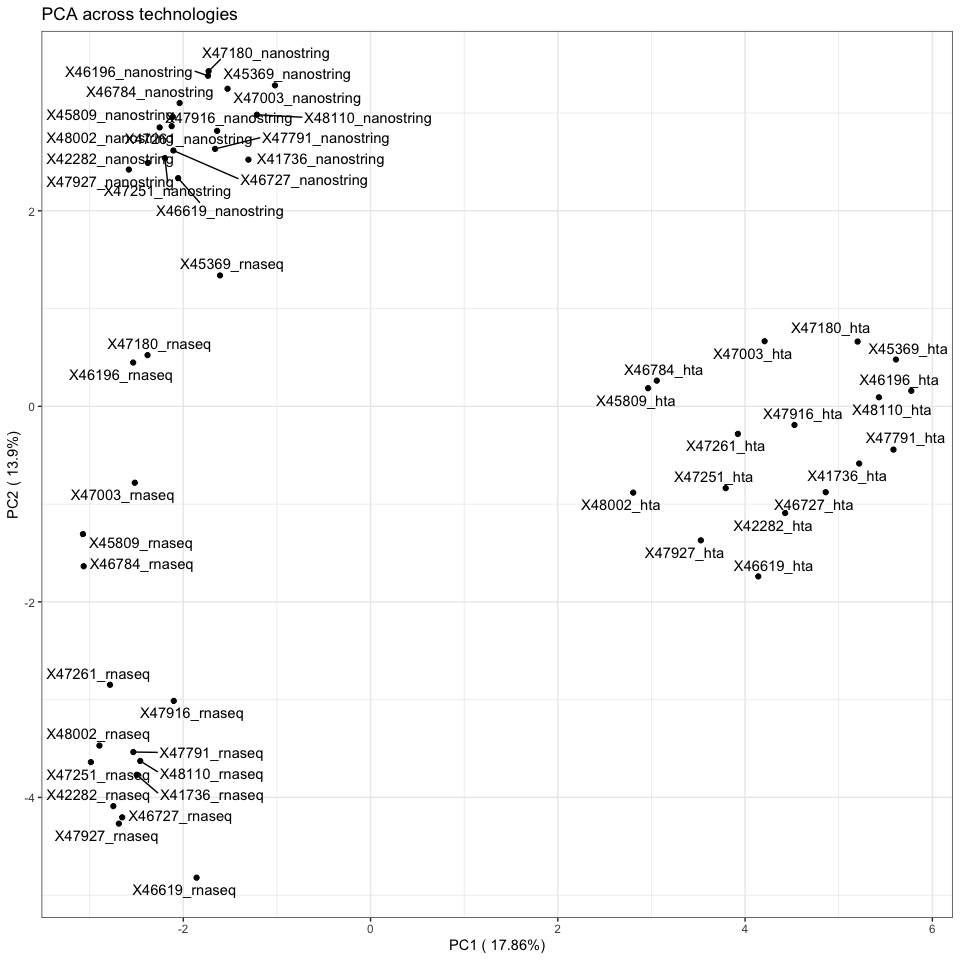 PCA across technologies
X47180_nanostring
X46196_nanostring
X45369_nanostring
X46784_nanostring
X47003_nanostring
X45809_nanostring
X47916_nanostring
X48110_nanostring
X48002_nanostring
X47261_nanostring
X47791_nanostring
X42282_nanostring
X41736_nanostring
X47927_nanostring
X46727_nanostring
X47251_nanostring
X46619_nanostring
2
X45369_rnaseq
X47180_hta
X47180_rnaseq
X47003_hta
X45369_hta
X46196_rnaseq
X46784_hta
X46196_hta
X45809_hta
X48110_hta
0
X47916_hta
X47791_hta
X47261_hta
X47251_hta
X41736_hta
PC2 ( 13.9%)
X47003_rnaseq
X48002_hta
X46727_hta
X42282_hta
X45809_rnaseq
X47927_hta
X46784_rnaseq
X46619_hta
-2
X47261_rnaseq
X47916_rnaseq
X48002_rnaseq
X47791_rnaseq
X47251_rnaseq
X48110_rnaseq
X42282_rnaseq
X41736_rnaseq
-4
X46727_rnaseq
X47927_rnaseq
X46619_rnaseq
-2
0
2
4
6
PC1 ( 17.86%)